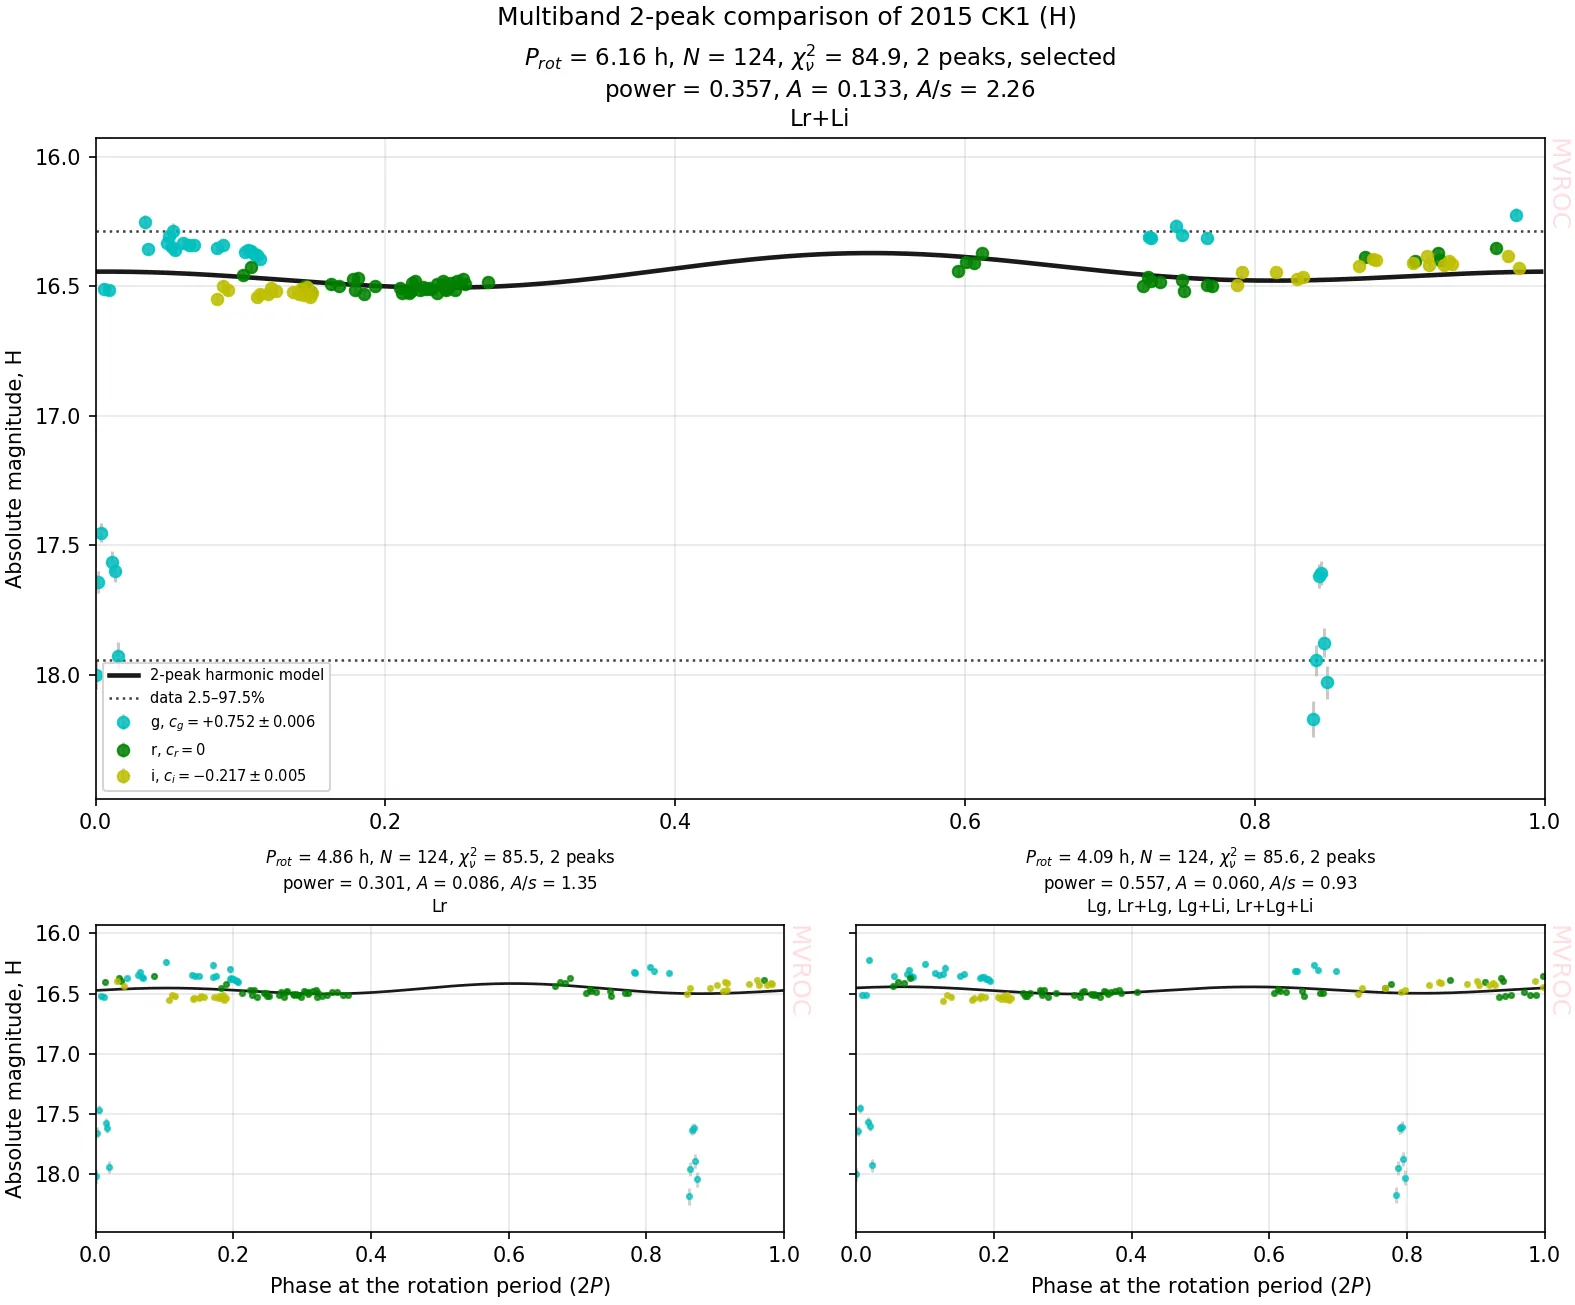 Multiband 2-peak comparison of 2015 CK1 (H)
P_rot = 6.16 h, N = 124, χ²_ν = 84.9, 2 peaks, selected
power = 0.357, A = 0.133, A/s = 2.26
Lr+Li
16.0
16.5
17.0
17.5
18.0
Absolute magnitude, H
MVROC
2-peak harmonic model
data 2.5–97.5%
g, c_g = +0.752 ± 0.006
r, c_r = 0
i, c_i = −0.217 ± 0.005
0.0 0.2 0.4 0.6 0.8 1.0
P_rot = 4.86 h, N = 124, χ²_ν = 85.5, 2 peaks
power = 0.301, A = 0.086, A/s = 1.35
Lr
16.0
16.5
17.0
17.5
18.0
Absolute magnitude, H
MVROC
0.0 0.2 0.4 0.6 0.8 1.0
Phase at the rotation period (2P)
P_rot = 4.09 h, N = 124, χ²_ν = 85.6, 2 peaks
power = 0.557, A = 0.060, A/s = 0.93
Lg, Lr+Lg, Lg+Li, Lr+Lg+Li
MVROC
0.0 0.2 0.4 0.6 0.8 1.0
Phase at the rotation period (2P)